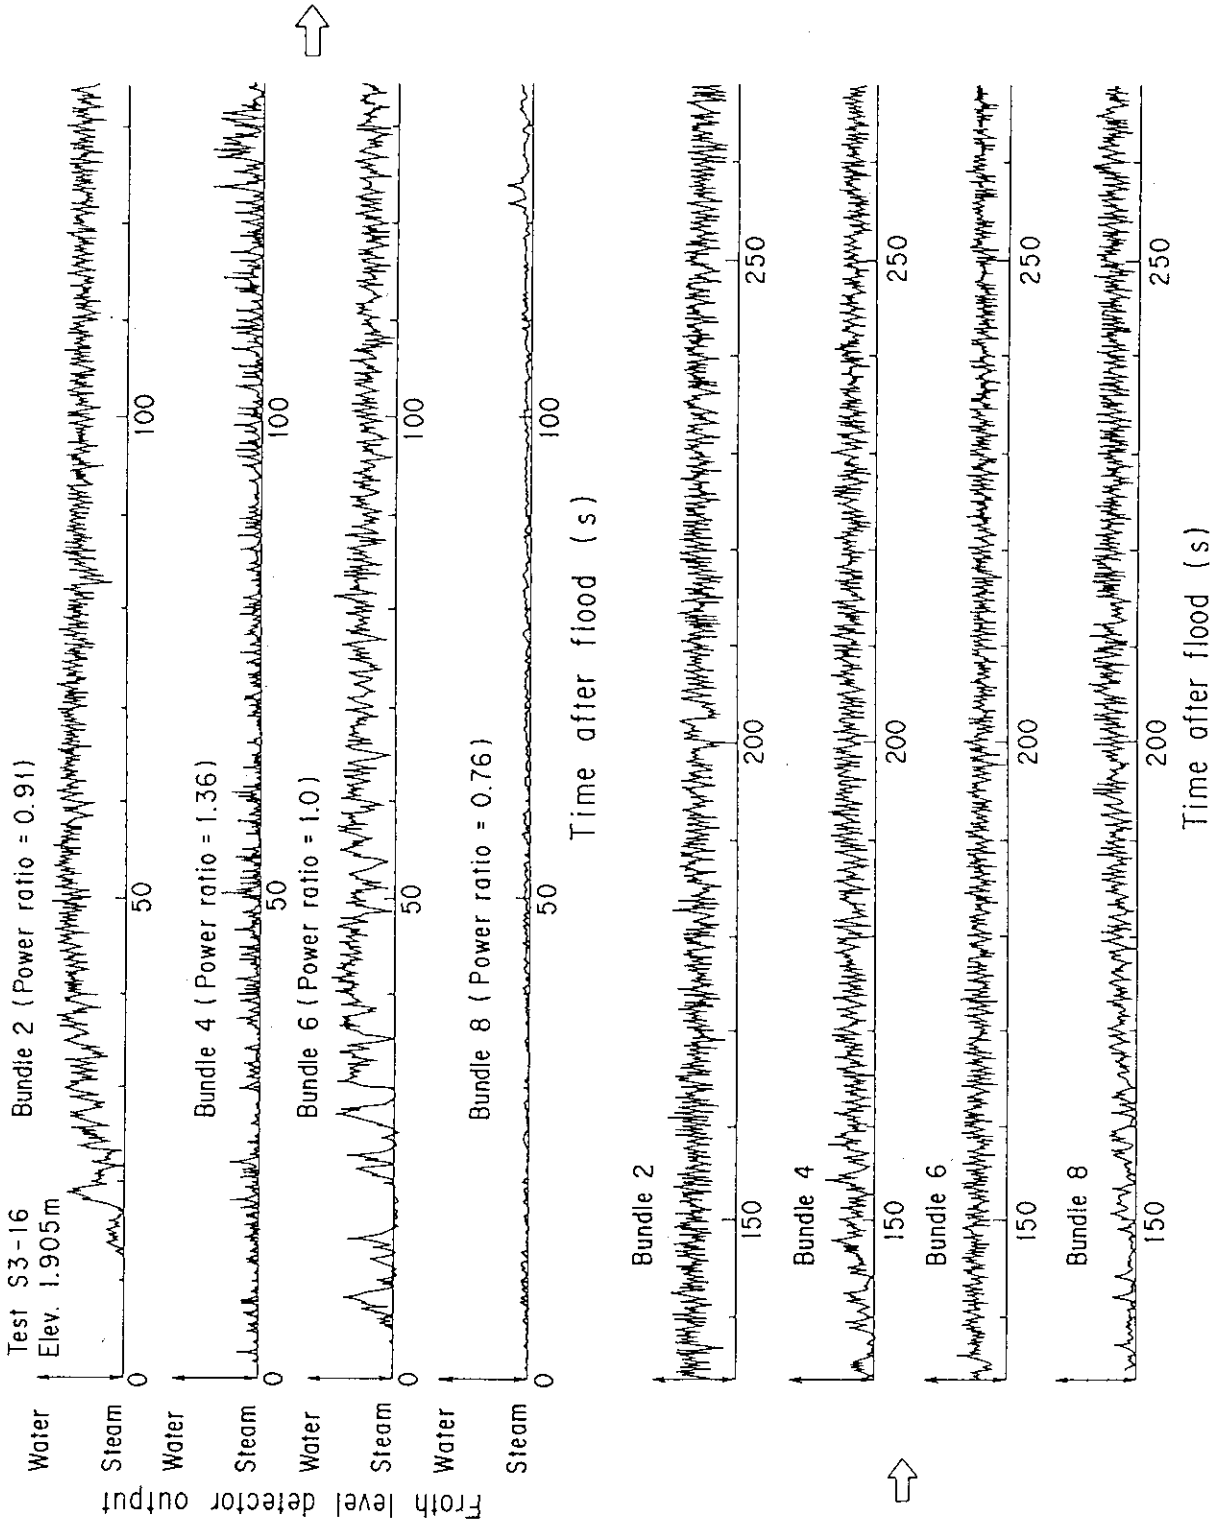 Test S3-16
Elev. 1.905m
Froth level detector output
Water
Steam
Bundle 2 (Power ratio = 0.91)
0
50
100
Water
Steam
Bundle 4 (Power ratio = 1.36)
0
50
100
Water
Steam
Bundle 6 (Power ratio = 1.0)
0
50
100
Water
Steam
Bundle 8 (Power ratio = 0.76)
0
50
100
Time after flood (s)
Bundle 2
150
200
250
Bundle 4
150
200
250
Bundle 6
150
200
250
Bundle 8
150
200
250
Time after flood (s)